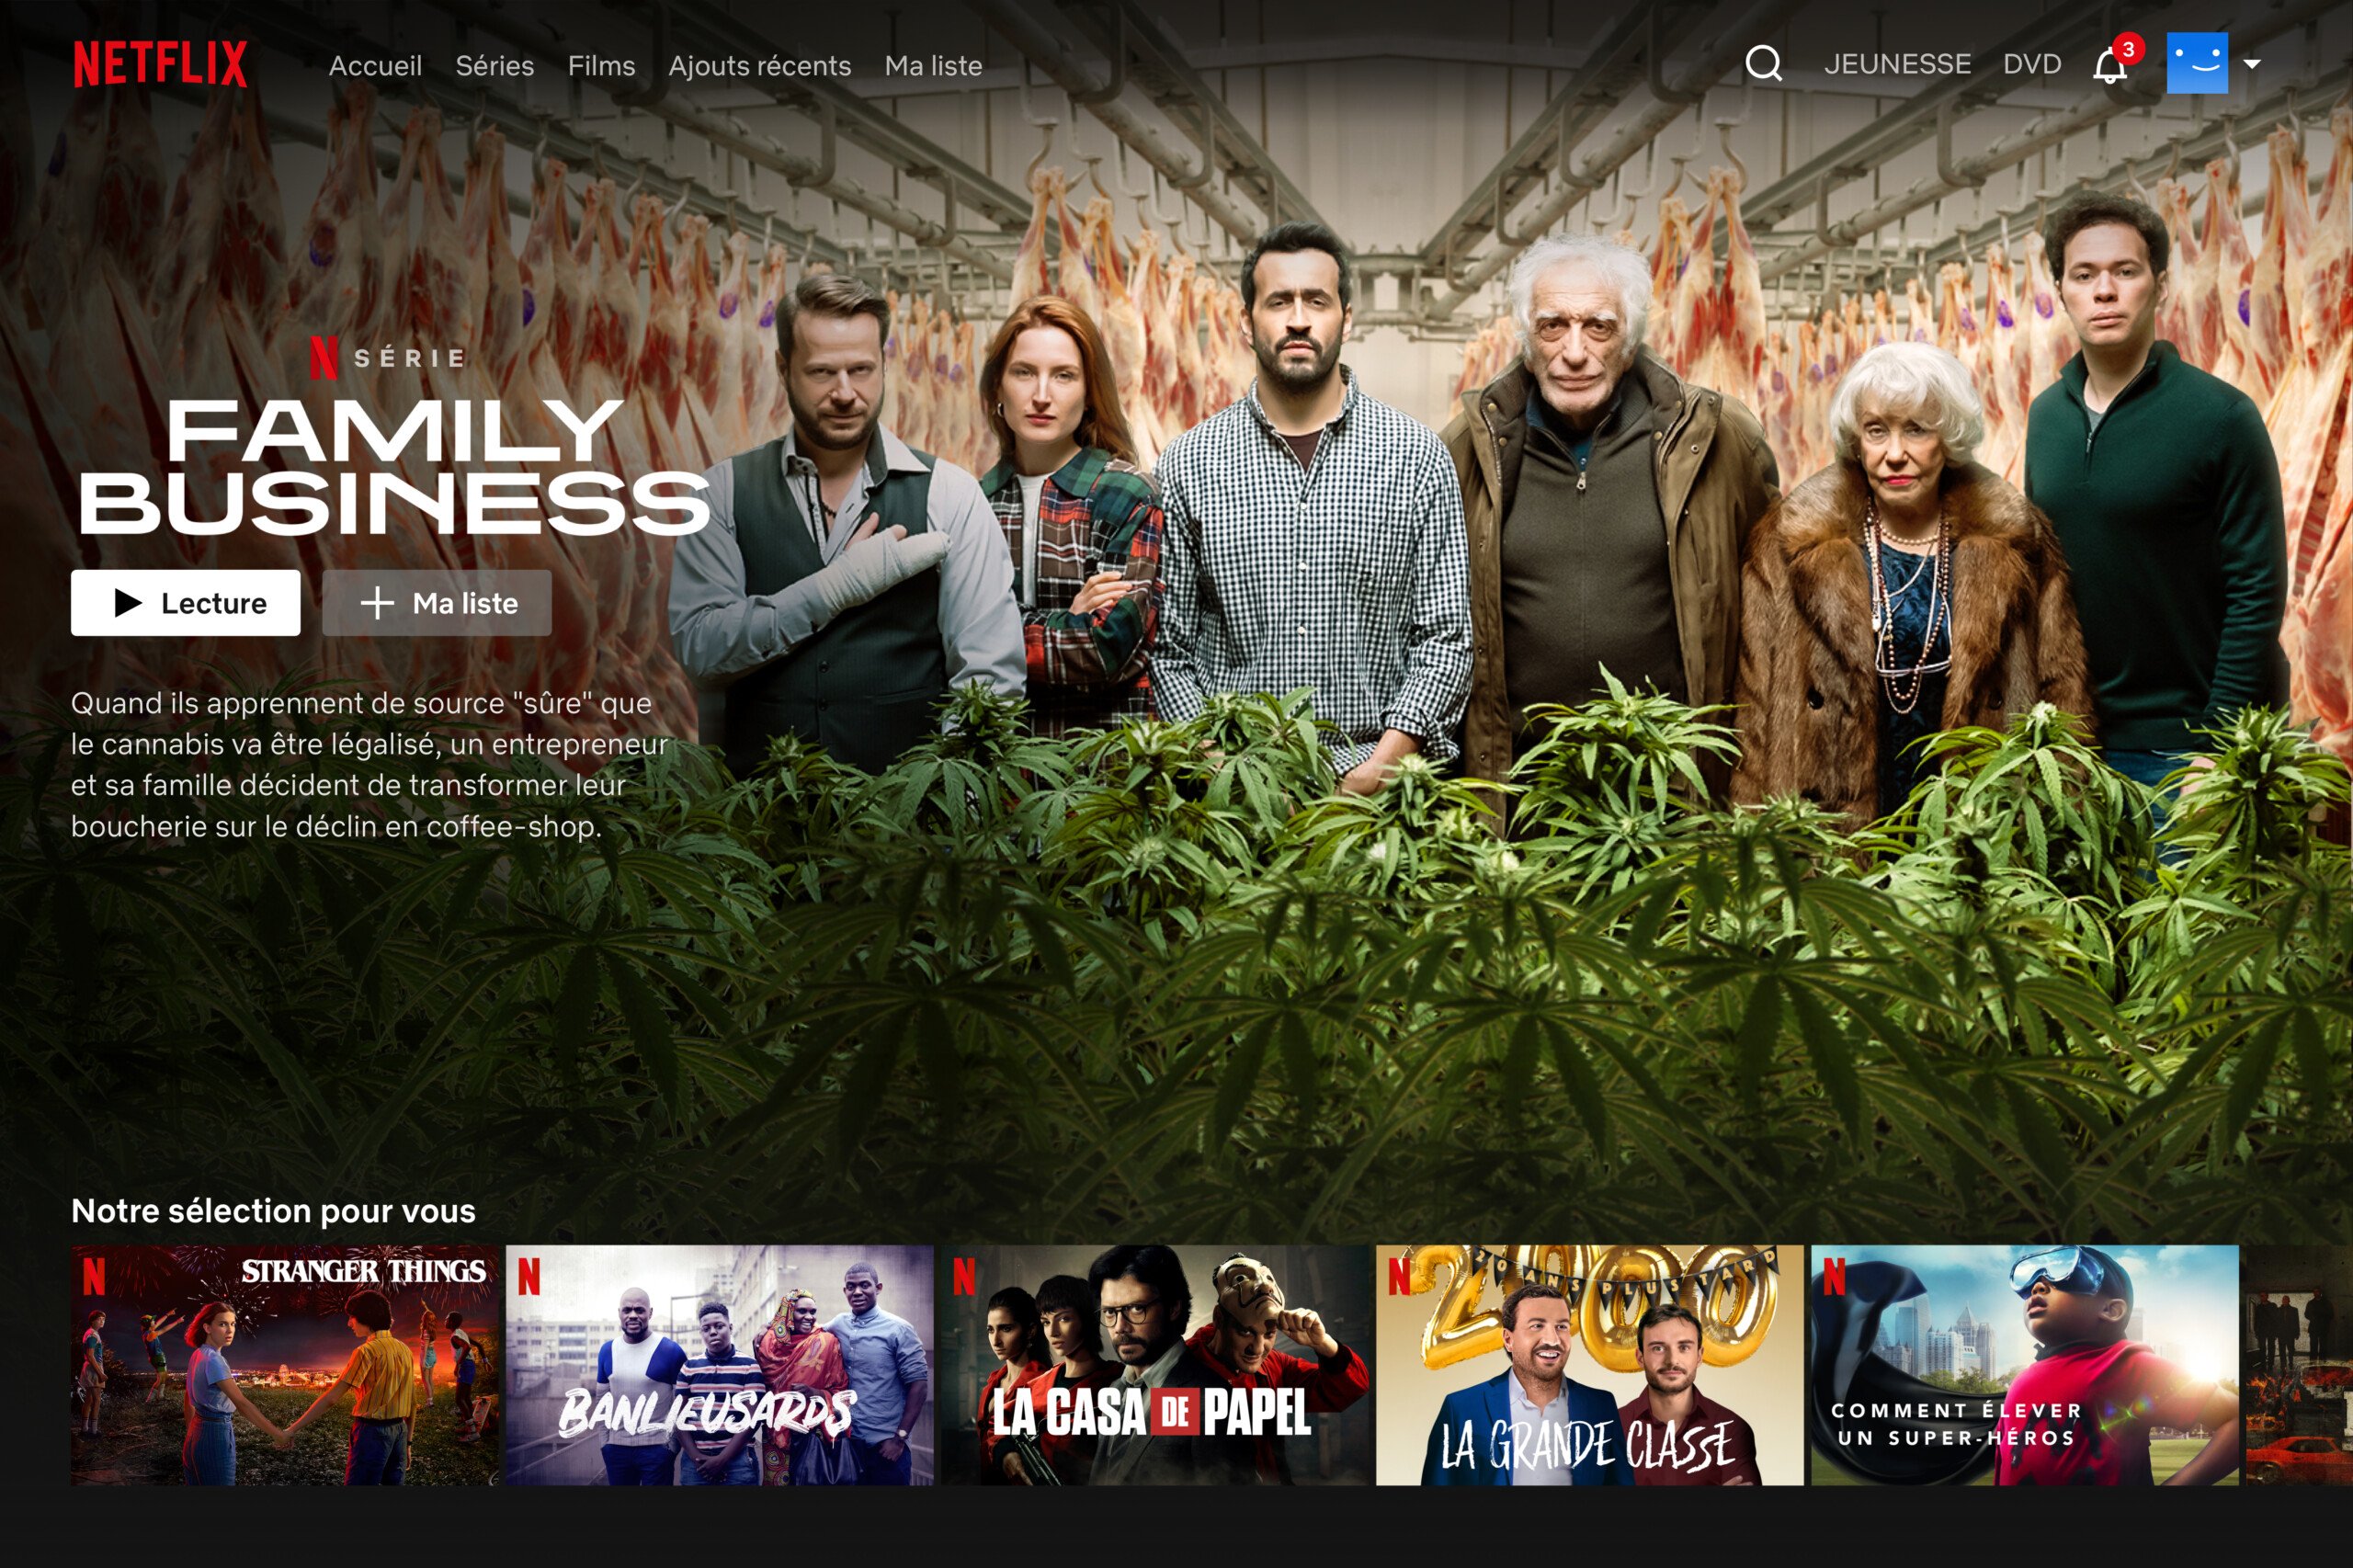 NETFLIX
Accueil Séries Films Ajouts récents Ma liste
JEUNESSE DVD 3
N SÉRIE
FAMILY
BUSINESS
Lecture
Ma liste
Quand ils apprennent de source "sûre" que
le cannabis va être légalisé, un entrepreneur
et sa famille décident de transformer leur
boucherie sur le déclin en coffee-shop.
Notre sélection pour vous
N
STRANGER THINGS
N
BANLIEUSARDS
N
LA CASA DE PAPEL
N
2000
20 ANS PLUS TARD
LA GRANDE CLASSE
N
COMMENT ÉLEVER
UN SUPER-HÉROS